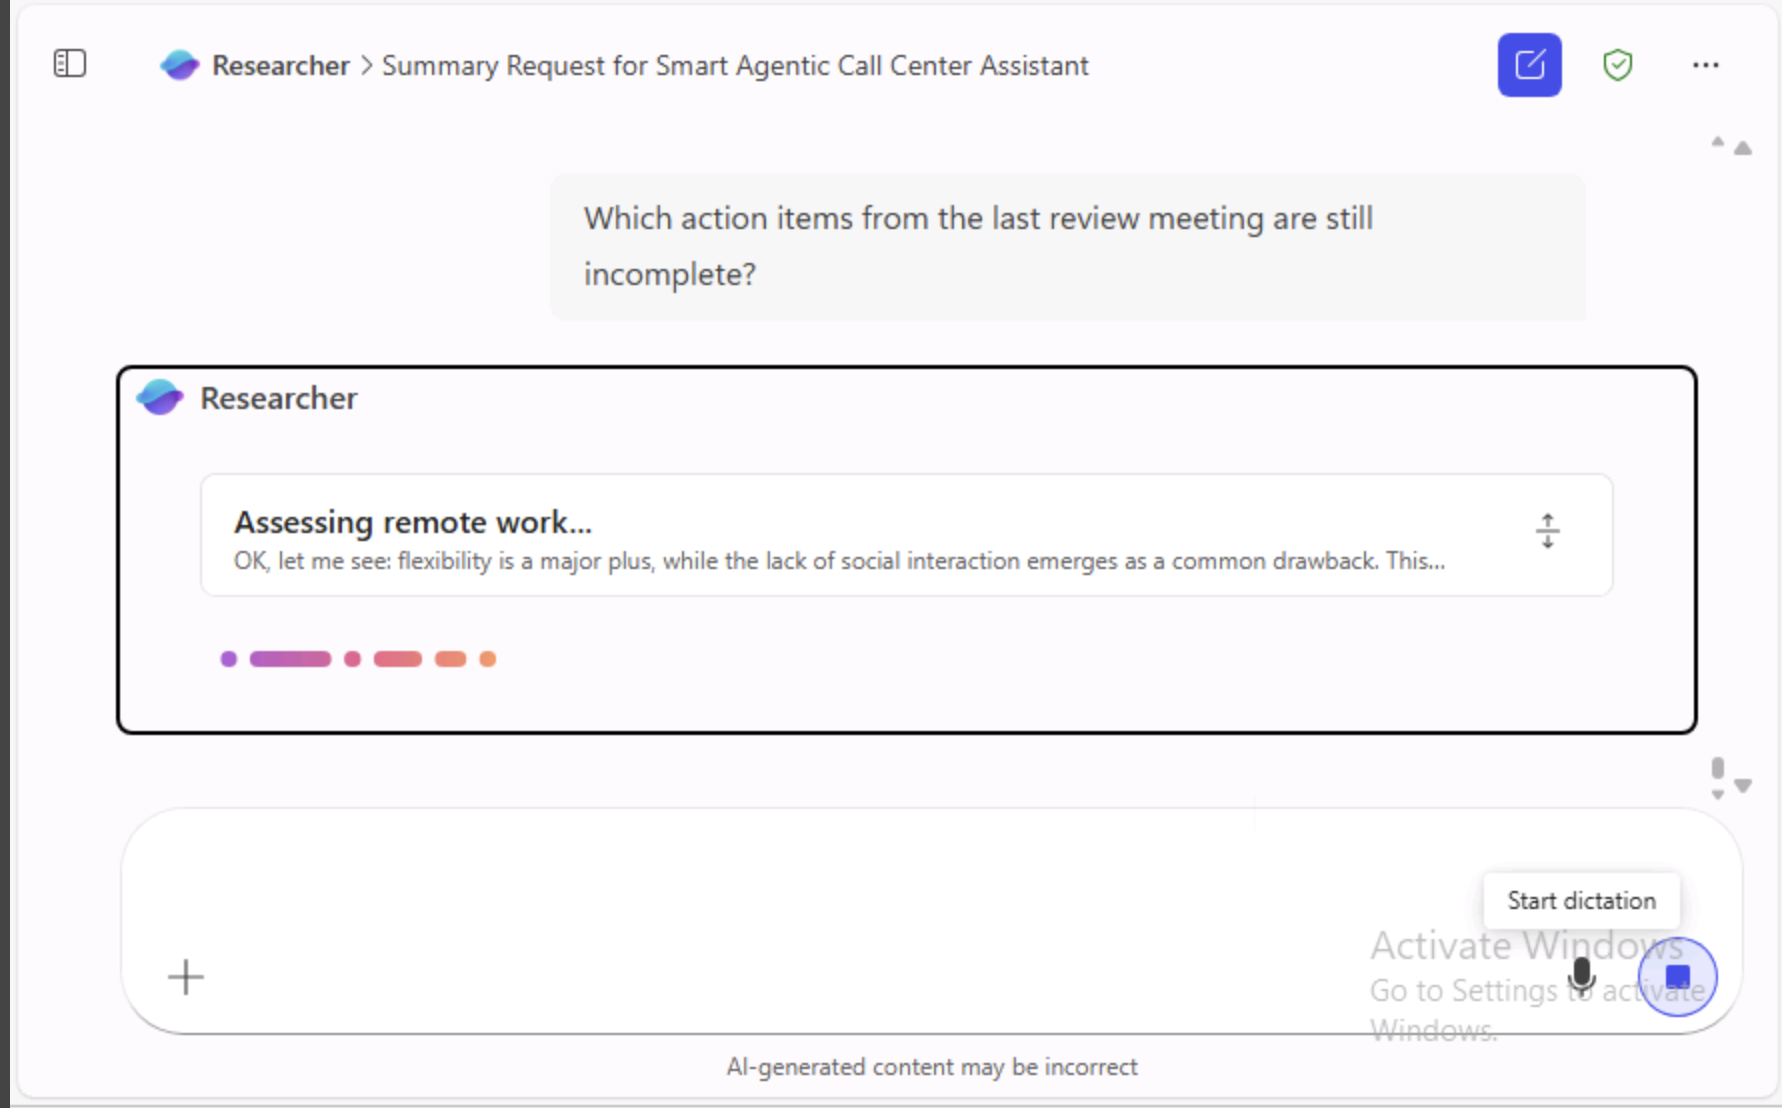 Researcher > Summary Request for Smart Agentic Call Center Assistant
Which action items from the last review meeting are still
incomplete?
Researcher
Assessing remote work...
OK, let me see: flexibility is a major plus, while the lack of social interaction emerges as a common drawback. This...
Start dictation
Activate Windows
Go to Settings to activate
Windows.
AI-generated content may be incorrect